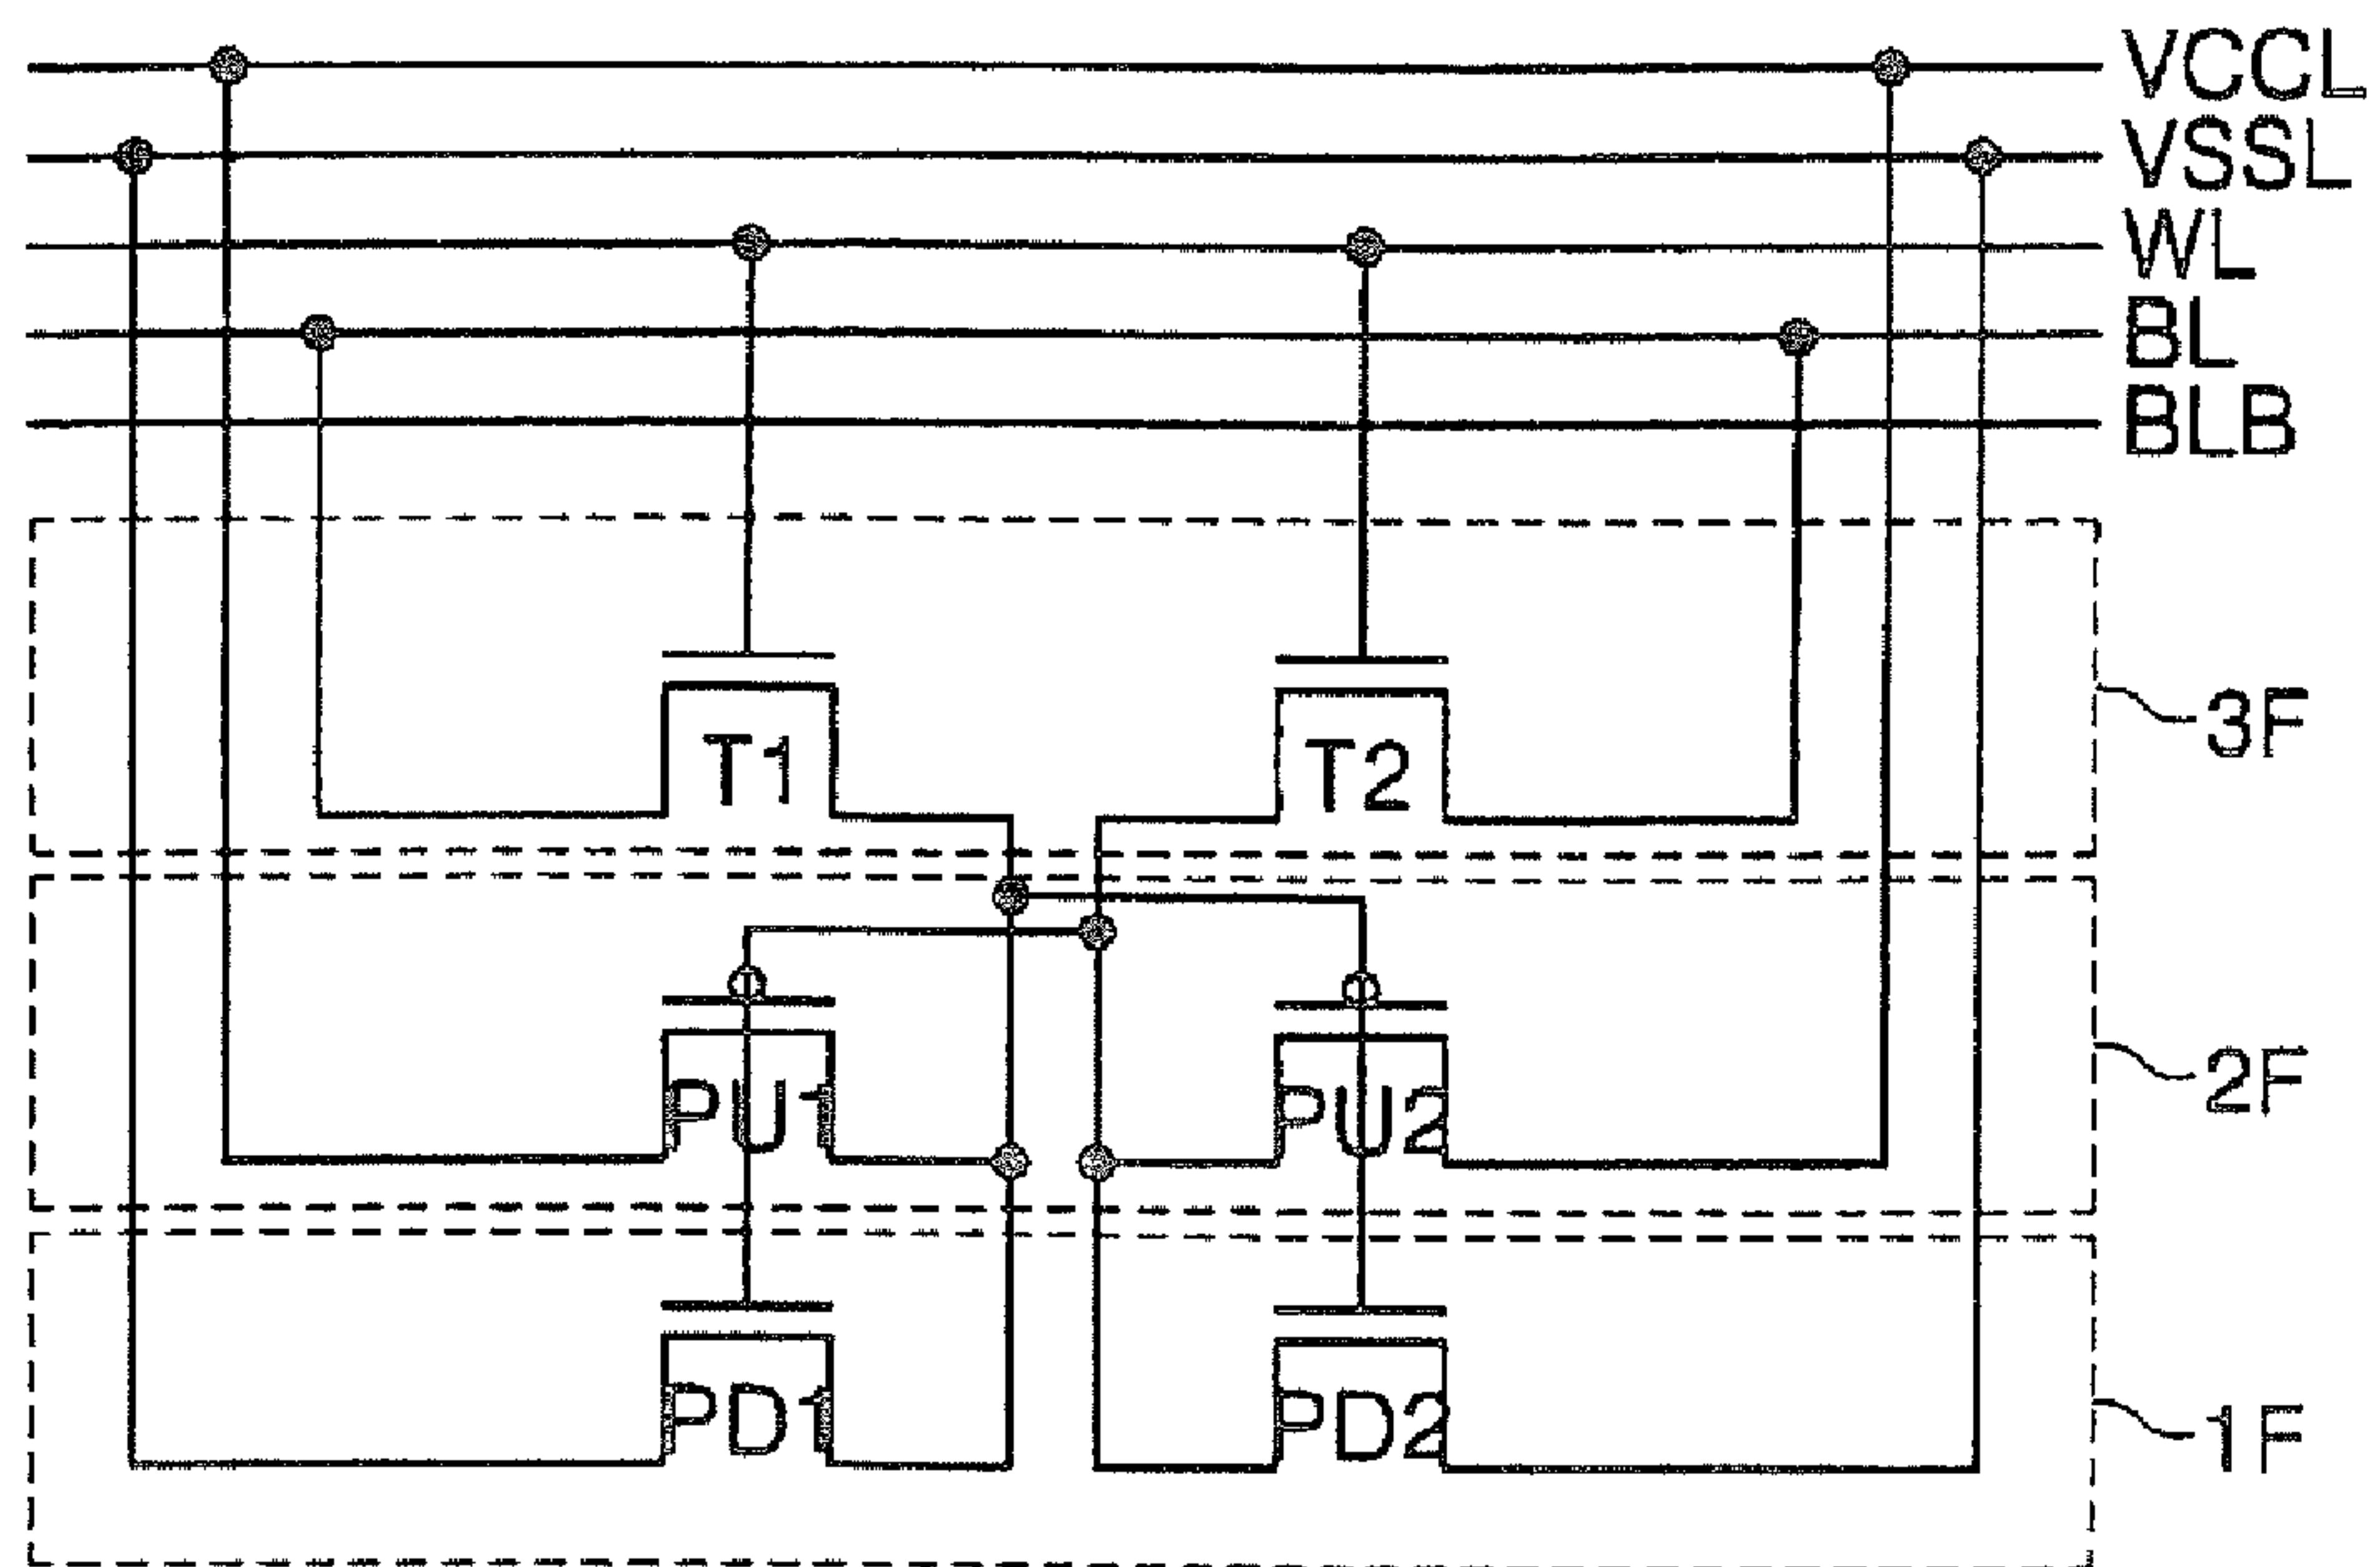 VCCL
VSSL
WL
BL
BLB
T1 T2
3F
PU1 PU2
2F
PD1 PD2
1F